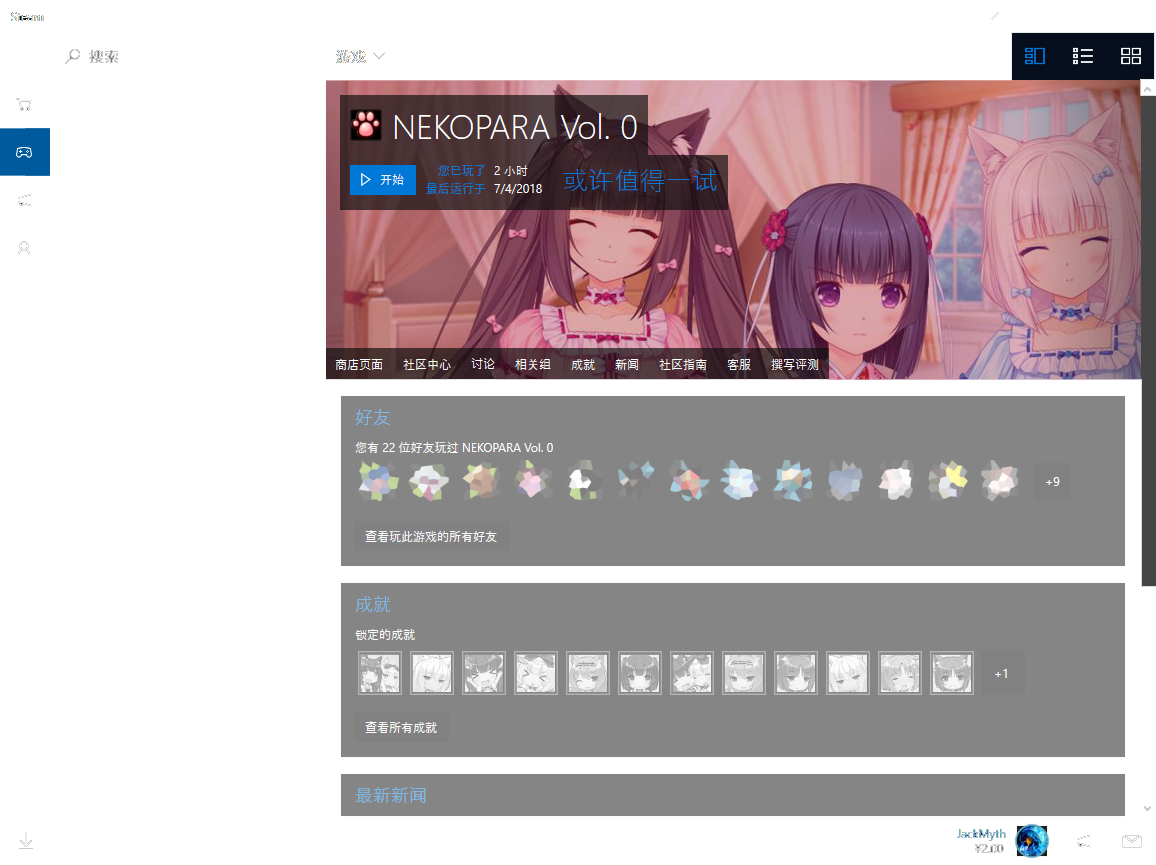 Steam
搜索
游戏
NEKOPARA Vol. 0
开始
您已玩了 2 小时
最后运行于 7/4/2018
或许值得一试
商店页面 社区中心 讨论 相关组 成就 新闻 社区指南 客服 撰写评测
好友
您有 22 位好友玩过 NEKOPARA Vol. 0
+9
查看玩此游戏的所有好友
成就
锁定的成就
+1
查看所有成就
最新新闻
JackMyth
¥2.00